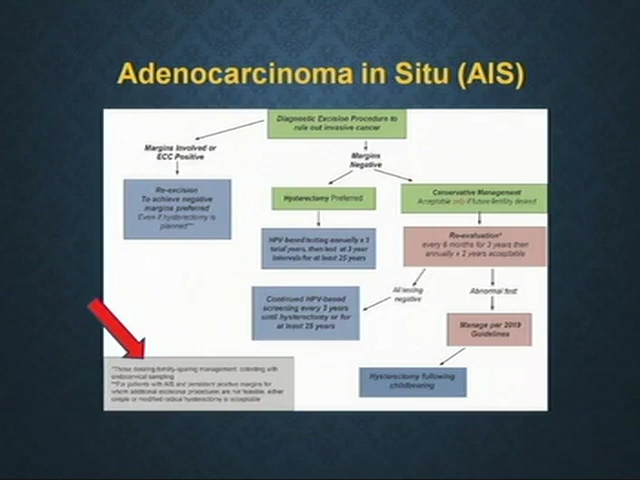 Adenocarcinoma in Situ (AIS)
Diagnostic Excision Procedure to
rule out invasive cancer
Margins Involved or
ECC Positive
Margins
Negative
Re-excision
To achieve negative
margins preferred
Even if hysterectomy is
planned**
Hysterectomy Preferred
Conservative Management
Acceptable only if future fertility desired
HPV-based testing annually x 3
total years, then test at 3 year
intervals for at least 25 years
Re-evaluation*
every 6 months for 3 years then
annually x 2 years acceptable
All testing
negative
Abnormal test
Continued HPV-based
screening every 3 years
until hysterectomy or for
at least 25 years
Manage per 2019
Guidelines
Hysterectomy following
childbearing
*Those desiring fertility-sparing management: cotesting with
endocervical sampling
**For patients with AIS and persistent positive margins for
whom additional excisional procedures are not feasible, either
simple or modified radical hysterectomy is acceptable